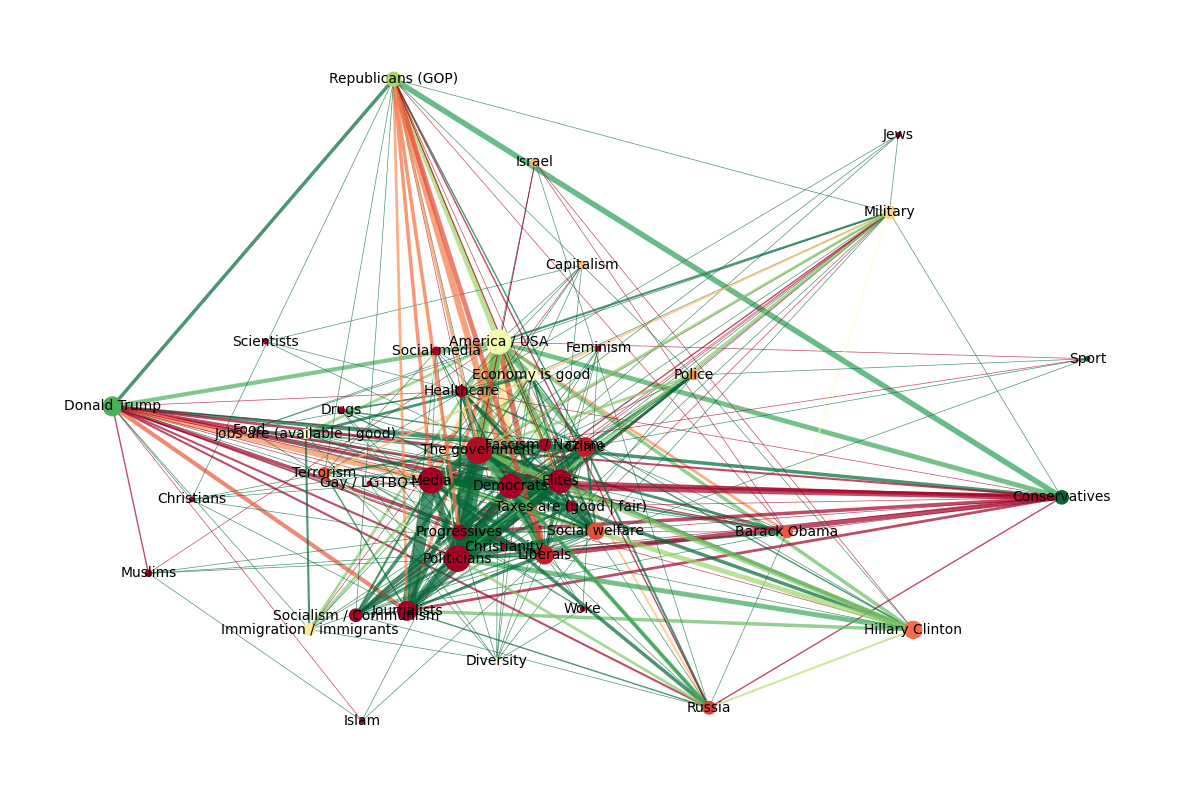 Republicans (GOP)
Jews
Israel
Military
Capitalism
Scientists
America / USA
Social media
Feminism
Sport
Economy is good
Police
Healthcare
Donald Trump
Drugs
Food
Jobs are (available | good)
Fascism / Nazism
Crime
The government
Terrorism
Gay / LGTBQ+
Media
Democrats
Elites
Christians
Conservatives
Taxes are (good | fair)
Progressives
Social welfare
Barack Obama
Christianity
Liberals
Politicians
Muslims
Woke
Journalists
Socialism / Communism
Immigration / Immigrants
Hillary Clinton
Diversity
Russia
Islam